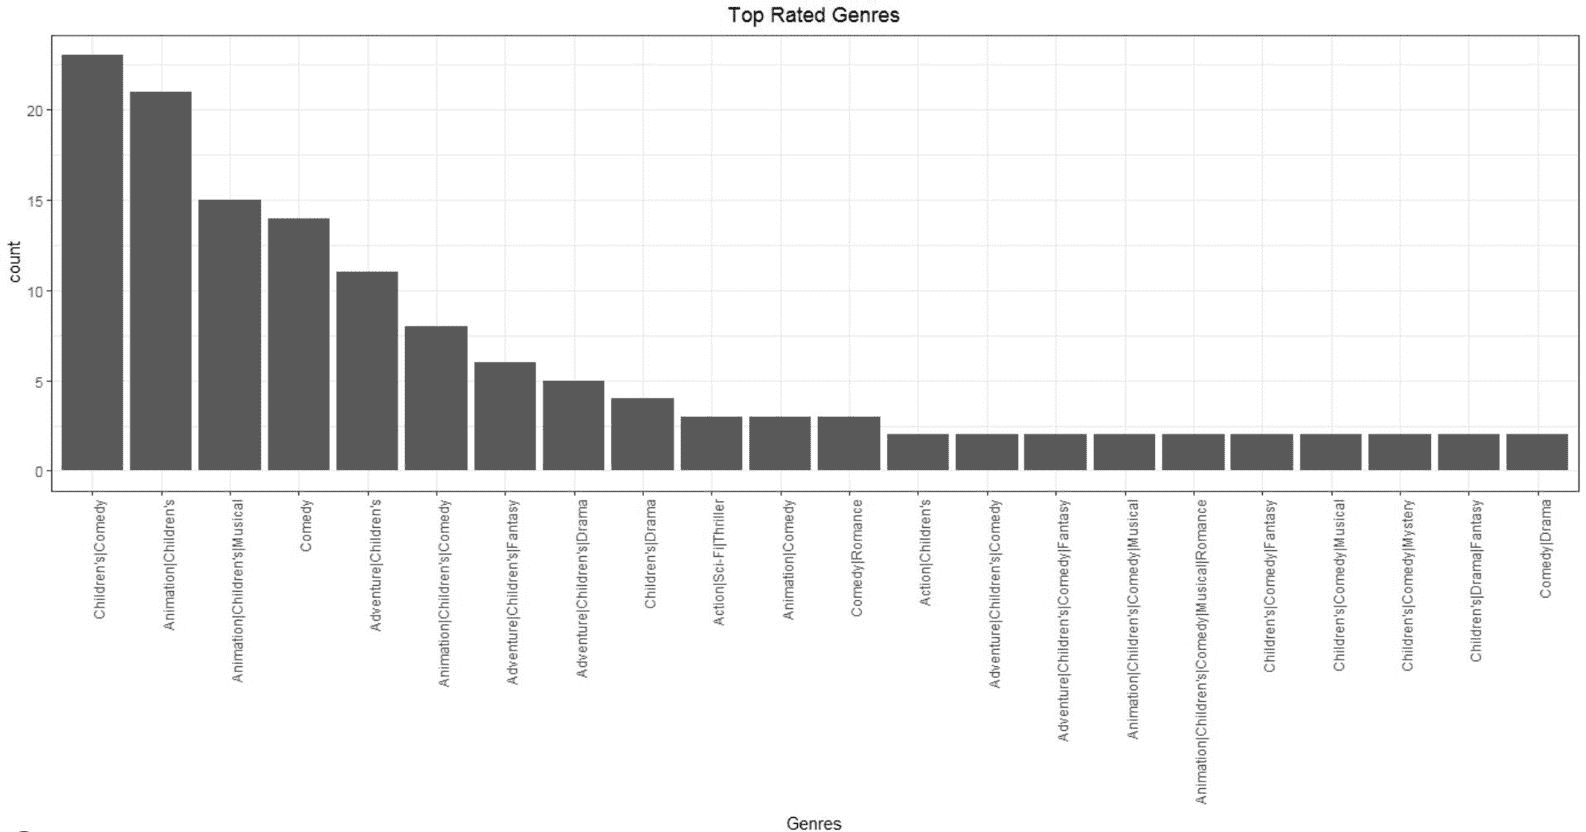 Top Rated Genres
count
20
15
10
5
0
Children's|Comedy
Animation|Children's
Animation|Children's|Musical
Comedy
Adventure|Children's
Animation|Children's|Comedy
Adventure|Children's|Fantasy
Adventure|Children's|Drama
Children's|Drama
Action|Sci-Fi|Thriller
Animation|Comedy
Comedy|Romance
Action|Children's
Adventure|Children's|Comedy
Adventure|Children's|Comedy|Fantasy
Animation|Children's|Comedy|Musical
Animation|Children's|Comedy|Musical|Romance
Children's|Comedy|Fantasy
Children's|Comedy|Musical
Children's|Comedy|Mystery
Children's|Drama|Fantasy
Comedy|Drama
Genres